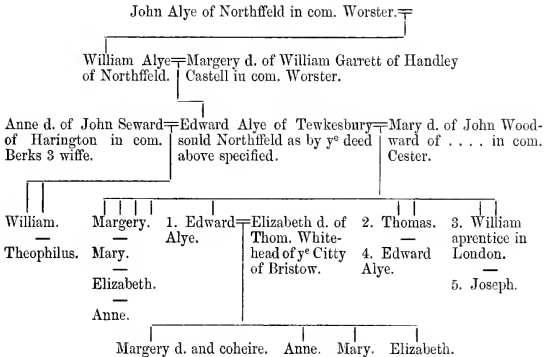 John Alye of Northffeld in com. Worster.
William Alye Margery d. of William Garrett of Handley
of Northffeld. Castell in com. Worster.
Anne d. of John Seward Edward Alye of Tewkesbury Mary d. of John Wood-
of Harington in com. sould Northffeld as by yᵉ deed ward of .... in com.
Berks 3 wiffe. above specified. Cester.
William. Margery. 1. Edward Elizabeth d. of 2. Thomas. 3. William
Alye. Thom. White- aprentice in
Theophilus. Mary. head of yᵉ Citty 4. Edward London.
of Bristow. Alye.
Elizabeth. 5. Joseph.
Anne.
Margery d. and coheire. Anne. Mary. Elizabeth.